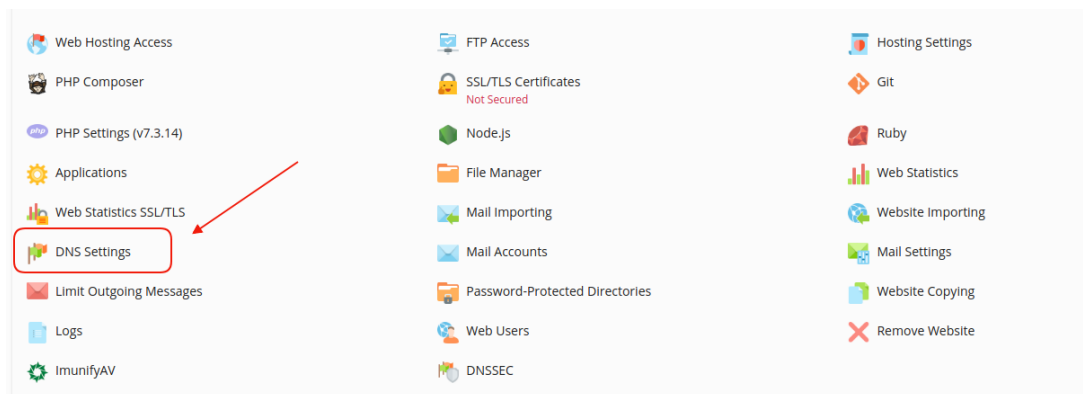 Web Hosting Access
FTP Access
Hosting Settings
PHP Composer
SSL/TLS Certificates
Not Secured
Git
php
PHP Settings (v7.3.14)
Node.js
Ruby
Applications
File Manager
Web Statistics
Web Statistics SSL/TLS
Mail Importing
Website Importing
DNS Settings
Mail Accounts
Mail Settings
Limit Outgoing Messages
Password-Protected Directories
Website Copying
Logs
Web Users
Remove Website
ImunifyAV
DNSSEC